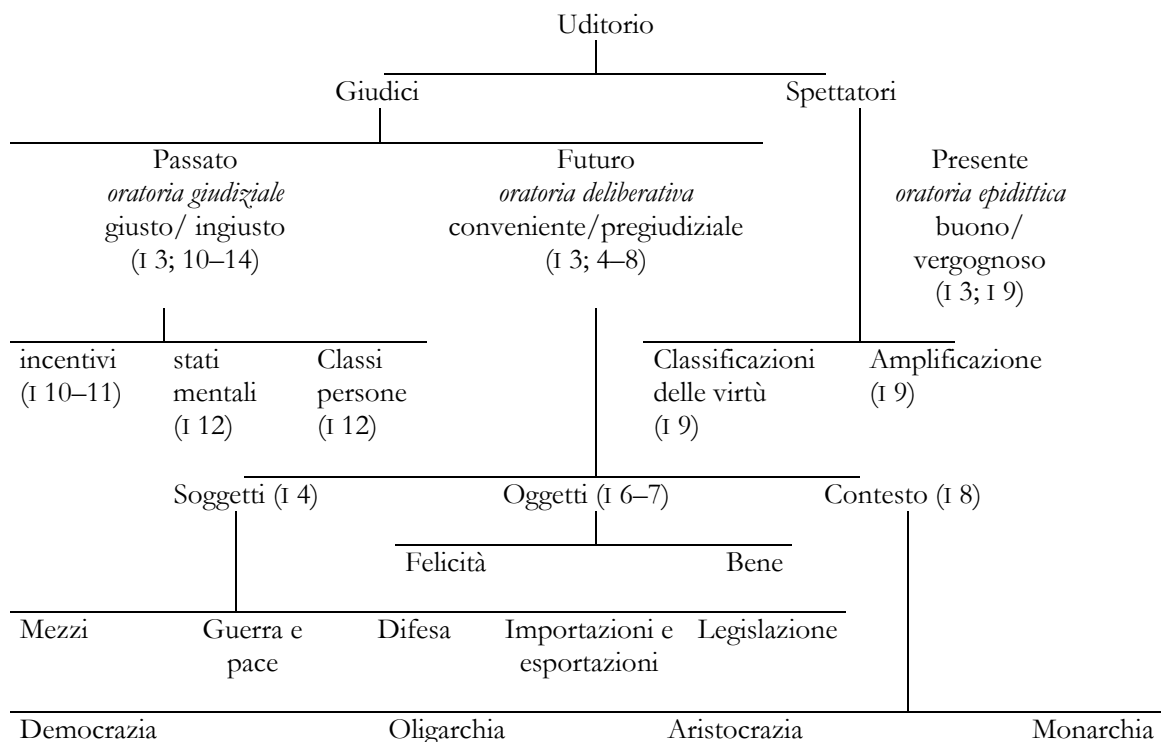 Uditorio
Giudici Spettatori
Passato Futuro Presente
oratoria giudiziale oratoria deliberativa oratoria epidittica
giusto/ ingiusto conveniente/pregiudiziale buono/
(I 3; 10–14) (I 3; 4–8) vergognoso
(I 3; I 9)
incentivi stati Classi Classificazioni Amplificazione
(I 10–11) mentali persone delle virtù (I 9)
(I 12) (I 12) (I 9)
Soggetti (I 4) Oggetti (I 6–7) Contesto (I 8)
Felicità Bene
Mezzi Guerra e Difesa Importazioni e Legislazione
pace esportazioni
Democrazia Oligarchia Aristocrazia Monarchia